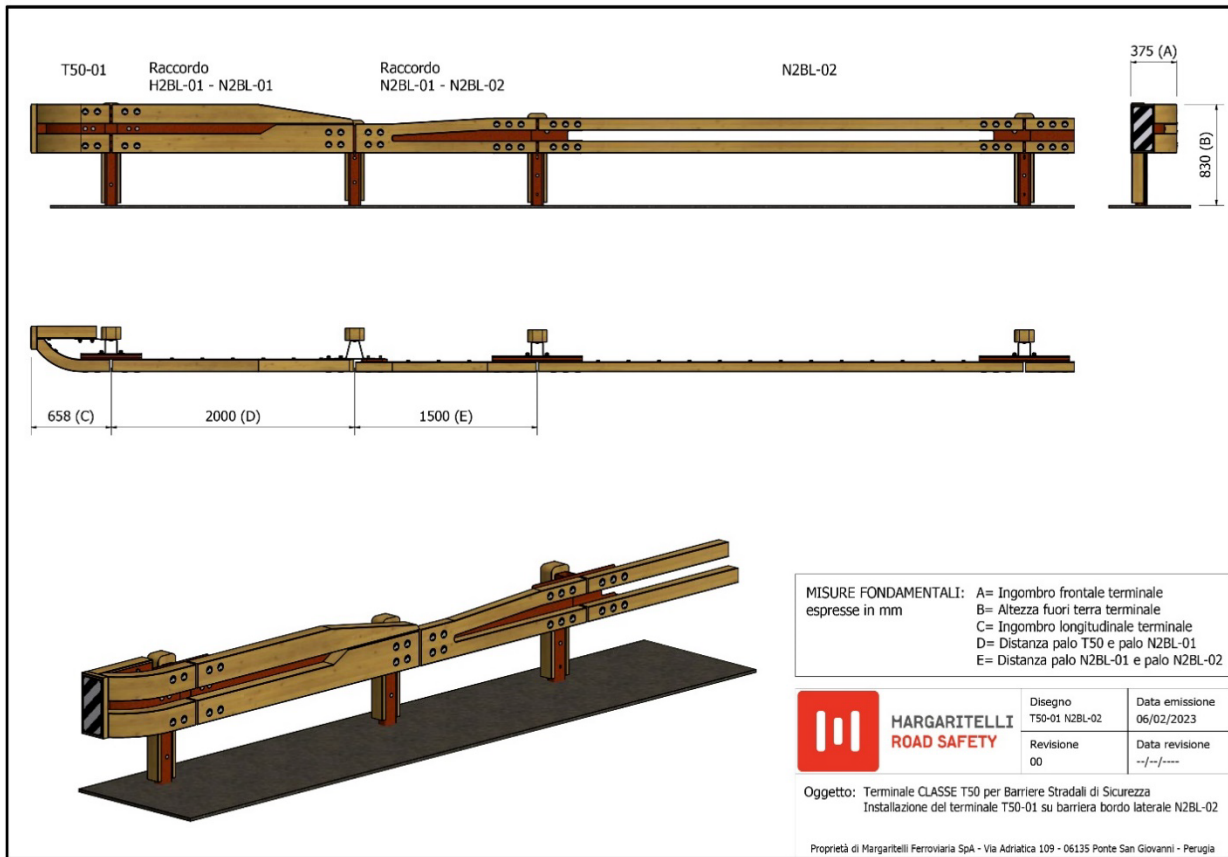 T50-01
Raccordo
H2BL-01 - N2BL-01
Raccordo
N2BL-01 - N2BL-02
N2BL-02
375 (A)
830 (B)
658 (C)
2000 (D)
1500 (E)
MISURE FONDAMENTALI:
espresse in mm
A= Ingombro frontale terminale
B= Altezza fuori terra terminale
C= Ingombro longitudinale terminale
D= Distanza palo T50 e palo N2BL-01
E= Distanza palo N2BL-01 e palo N2BL-02
MARGARITELLI
ROAD SAFETY
Disegno
T50-01 N2BL-02
Data emissione
06/02/2023
Revisione
00
Data revisione
--/--/----
Oggetto: Terminale CLASSE T50 per Barriere Stradali di Sicurezza
Installazione del terminale T50-01 su barriera bordo laterale N2BL-02
Proprietà di Margaritelli Ferroviaria SpA - Via Adriatica 109 - 06135 Ponte San Giovanni - Perugia